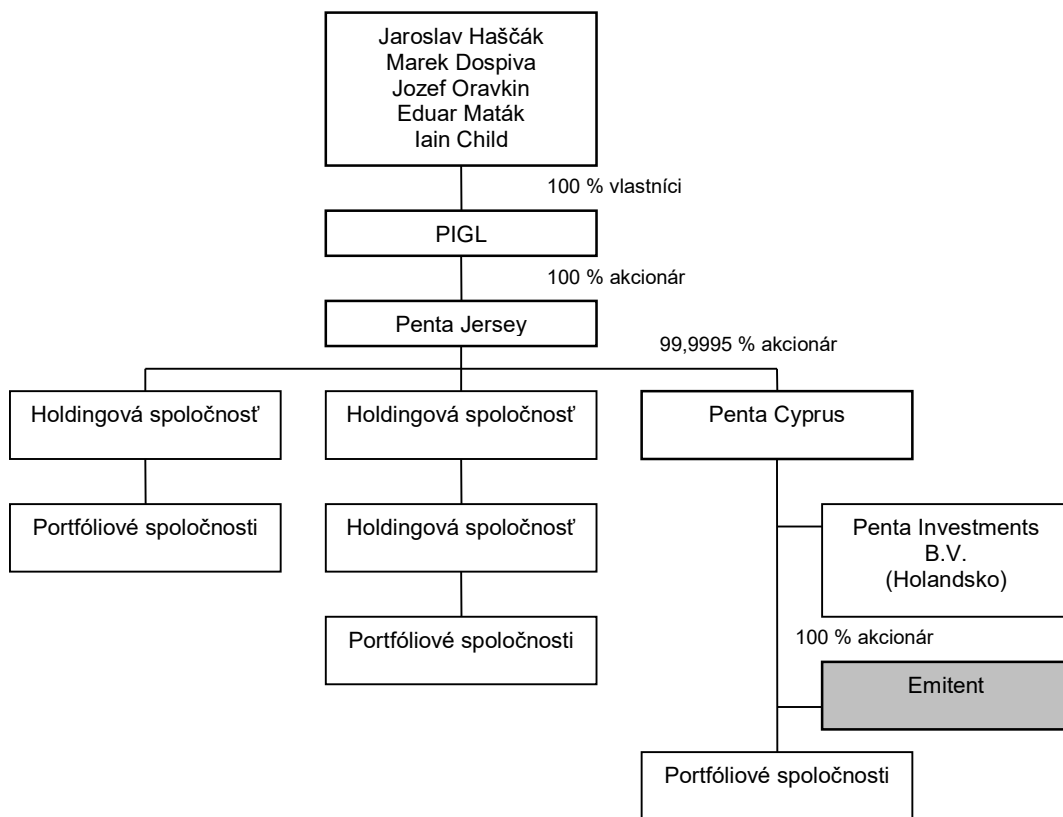 Jaroslav Haščák
Marek Dospiva
Jozef Oravkin
Eduar Maták
Iain Child
100 % vlastníci
PIGL
100 % akcionár
Penta Jersey
99,9995 % akcionár
Holdingová spoločnosť
Holdingová spoločnosť
Penta Cyprus
Portfóliové spoločnosti
Holdingová spoločnosť
Penta Investments
B.V.
(Holandsko)
Portfóliové spoločnosti
100 % akcionár
Emitent
Portfóliové spoločnosti